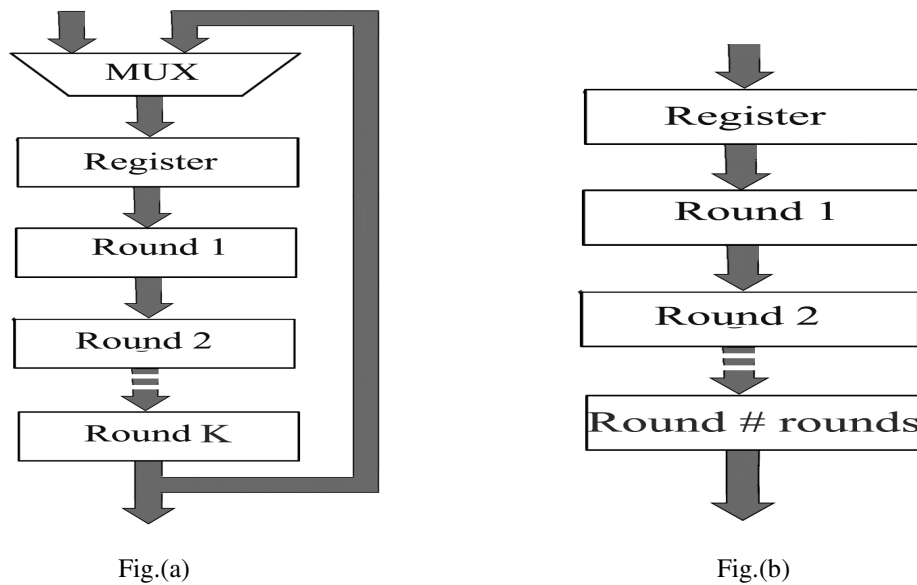 MUX
Register
Round 1
Round 2
Round K
Fig.(a)
Register
Round 1
Round 2
Round # rounds
Fig.(b)